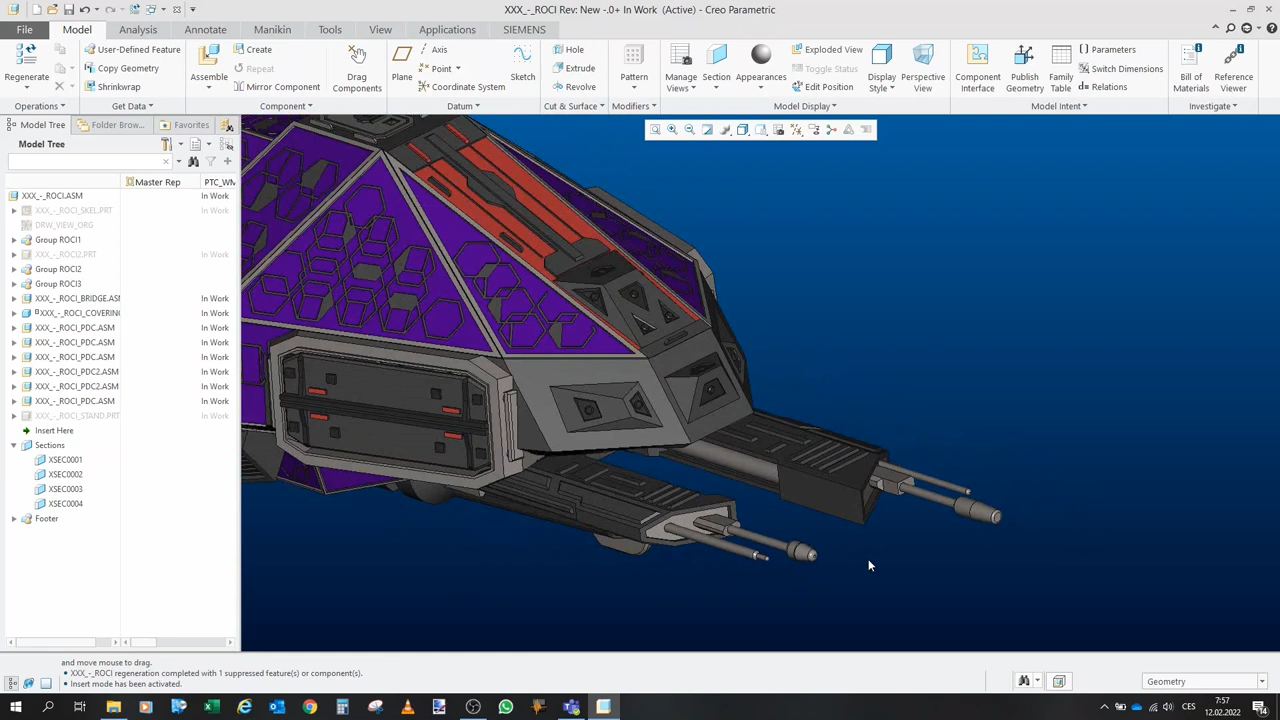 XXX_-_ROCI Rev: New -.0+ In Work (Active) - Creo Parametric
File Model Analysis Annotate Manikin Tools View Framework Applications SIEMENS
Regenerate
User-Defined Feature
Copy Geometry
Shrinkwrap
Assemble
Create
Repeat
Mirror Component
Drag
Components
Plane
Axis
Point
Coordinate System
Sketch
Hole
Extrude
Revolve
Pattern
Manage
Views
Section
Appearances
Exploded View
Toggle Status
Edit Position
Display
Style
Perspective
View
Component
Interface
Publish
Geometry
Family
Table
Parameters
Switch Dimensions
Relations
Bill of
Materials
Reference
Viewer
Operations Get Data Component Datum Cut & Surface Modifiers Model Display Model Intent Investigate
Model Tree Folder Brow... Favorites
Model Tree
Master Rep PTC_WM
XXX_-_ROCI.ASM In Work
XXX_-_ROCI_SKEL.PRT In Work
DRW_VIEW_ORG
Group ROCI1
XXX_-_ROCI2.PRT In Work
Group ROCI2
Group ROCI3
XXX_-_ROCI_BRIDGE.ASM In Work
XXX_-_ROCI_COVERING In Work
XXX_-_ROCI_PDC.ASM In Work
XXX_-_ROCI_PDC.ASM In Work
XXX_-_ROCI_PDC.ASM In Work
XXX_-_ROCI_PDC2.ASM In Work
XXX_-_ROCI_PDC2.ASM In Work
XXX_-_ROCI_PDC.ASM In Work
XXX_-_ROCI_STAND.PRT In Work
Insert Here
Sections
XSEC0001
XSEC0002
XSEC0003
XSEC0004
Footer
and move mouse to drag.
• XXX_-_ROCI regeneration completed with 1 suppressed feature(s) or component(s).
• Insert mode has been activated.
Geometry
CES
7:57
12.02.2022